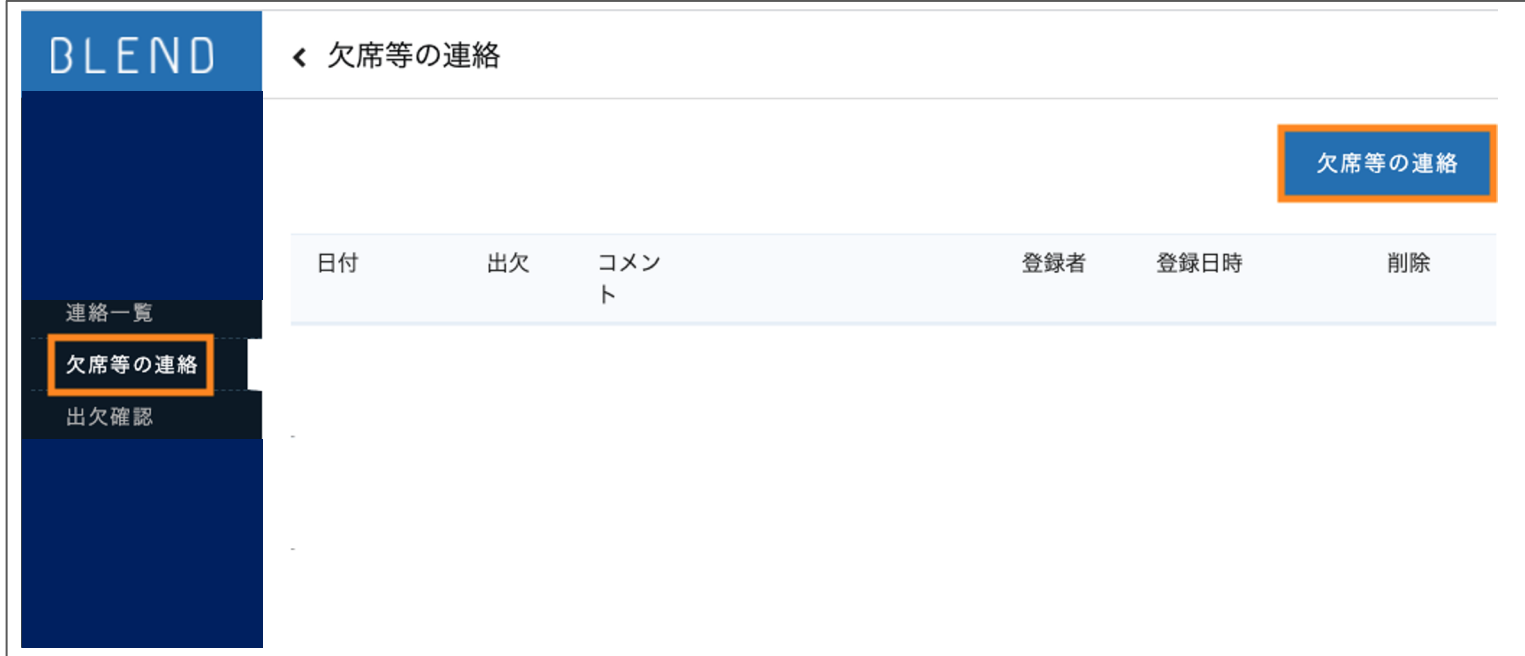 BLEND
欠席等の連絡
欠席等の連絡
日付 出欠 コメン
ト 登録者 登録日時 削除
連絡一覧
欠席等の連絡
出欠確認